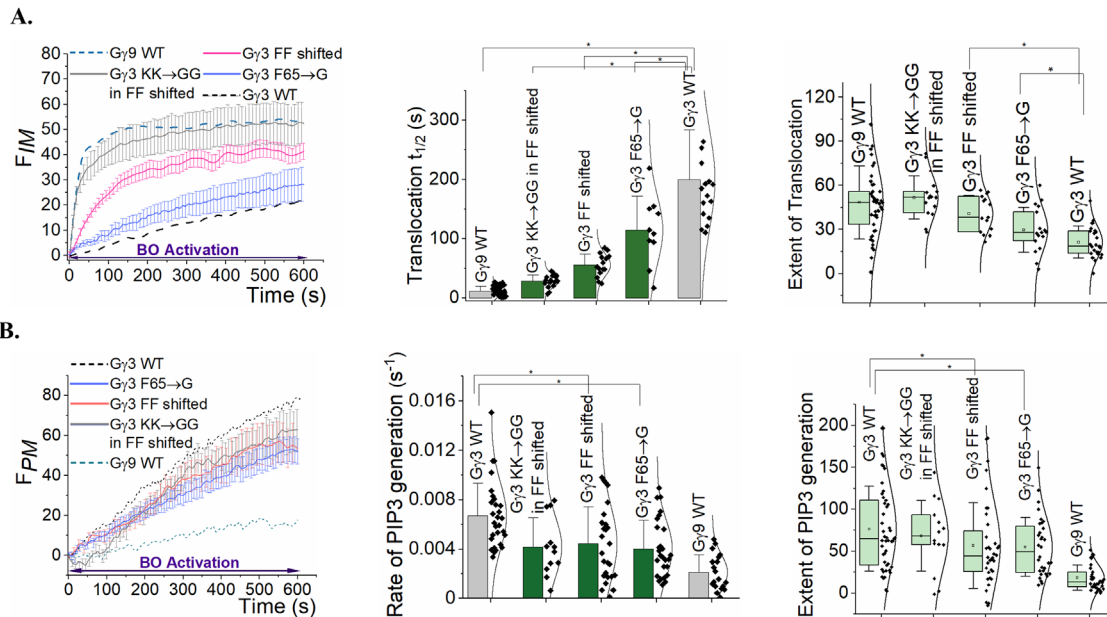 A.
Gγ9 WT
Gγ3 FF shifted
Gγ3 KK→GG
in FF shifted
Gγ3 F65→G
Gγ3 WT
80
70
60
50
40
30
20
10
0
FIM
BO Activation
0 100 200 300 400 500 600
Time (s)
Translocation t1/2 (s)
300
200
100
0
Gγ9 WT
Gγ3 KK→GG in FF shifted
Gγ3 FF shifted
Gγ3 F65→G
Gγ3 WT
* * * *
Extent of Translocation
120
90
60
30
0
Gγ9 WT
Gγ3 KK→GG
in FF shifted
Gγ3 FF shifted
Gγ3 F65→G
Gγ3 WT
* *
B.
Gγ3 WT
Gγ3 F65→G
Gγ3 FF shifted
Gγ3 KK→GG
in FF shifted
Gγ9 WT
80
60
40
20
0
FPM
BO Activation
0 100 200 300 400 500 600
Time (s)
Rate of PIP3 generation (s-1)
0.016
0.012
0.008
0.004
0.000
Gγ3 WT
Gγ3 KK→GG
in FF shifted
Gγ3 FF shifted
Gγ3 F65→G
Gγ9 WT
* *
Extent of PIP3 generation
200
150
100
50
0
Gγ3 WT
Gγ3 KK→GG
in FF shifted
Gγ3 FF shifted
Gγ3 F65→G
Gγ9 WT
* *